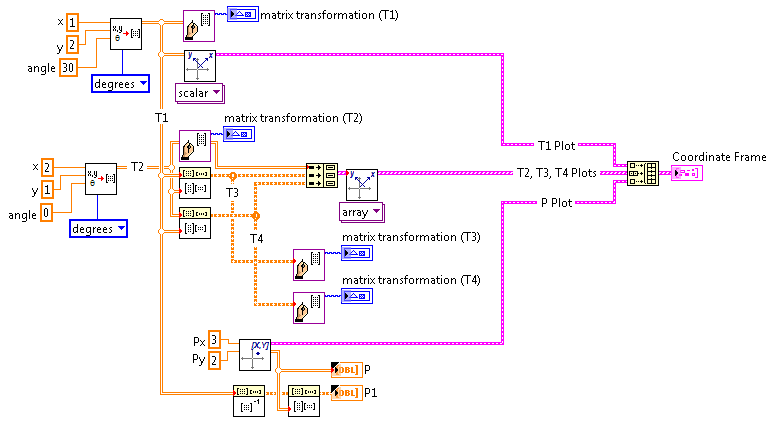 x 1
y 2
angle 30
x,y
θ
degrees
matrix transformation (T1)
y x
scalar
T1
matrix transformation (T2)
x 2
y 1
angle 0
x,y
θ
degrees
T2
T3
T4
y x
array
T1 Plot
T2, T3, T4 Plots
P Plot
Coordinate Frame
matrix transformation (T3)
matrix transformation (T4)
Px 3
Py 2
[X,Y]
DBL] P
-1
DBL] P1